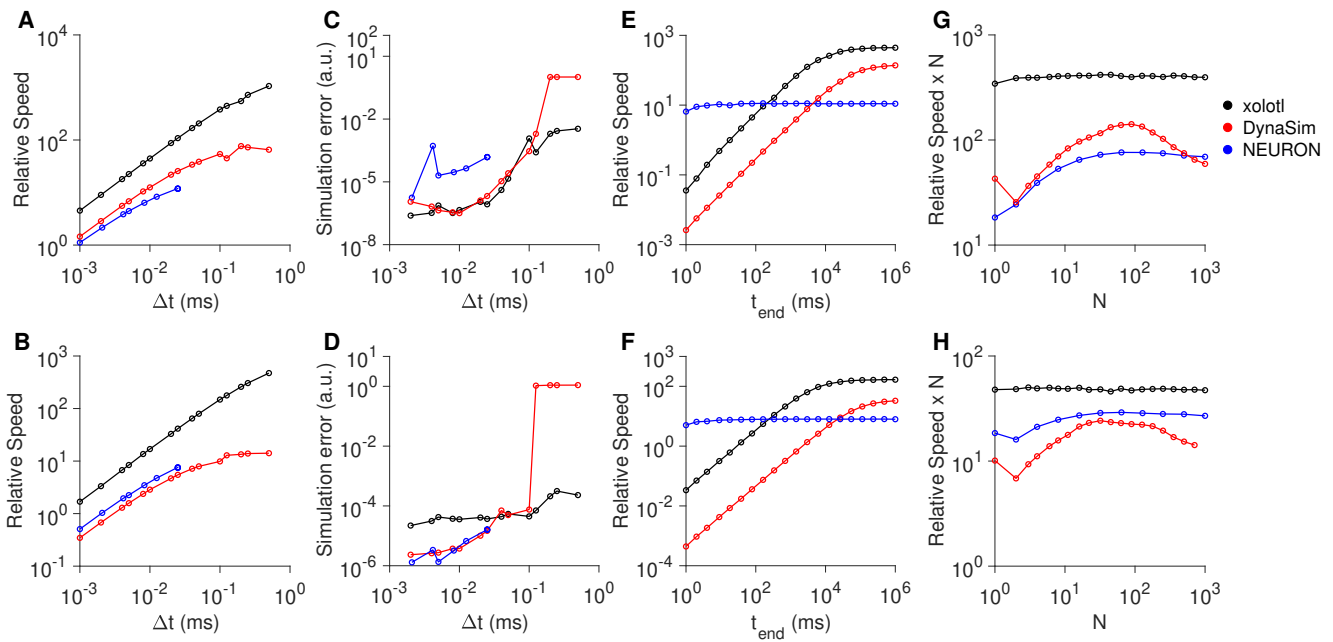 A
Relative Speed
10^4
10^2
10^0
10^-3
10^-2
10^-1
10^0
Δt (ms)
C
Simulation error (a.u.)
10^1
10^-2
10^-5
10^-8
10^-3
10^-2
10^-1
10^0
Δt (ms)
E
Relative Speed
10^3
10^1
10^-1
10^-3
10^0
10^2
10^4
10^6
t_end (ms)
G
Relative Speed x N
10^3
10^2
10^1
10^0
10^1
10^2
10^3
N
xolotl
DynaSim
NEURON
B
Relative Speed
10^3
10^2
10^1
10^0
10^-1
10^-3
10^-2
10^-1
10^0
Δt (ms)
D
Simulation error (a.u.)
10^1
10^0
10^-2
10^-4
10^-6
10^-3
10^-2
10^-1
10^0
Δt (ms)
F
Relative Speed
10^3
10^2
10^0
10^-2
10^-4
10^0
10^2
10^4
10^6
t_end (ms)
H
Relative Speed x N
10^2
10^1
10^0
10^0
10^1
10^2
10^3
N